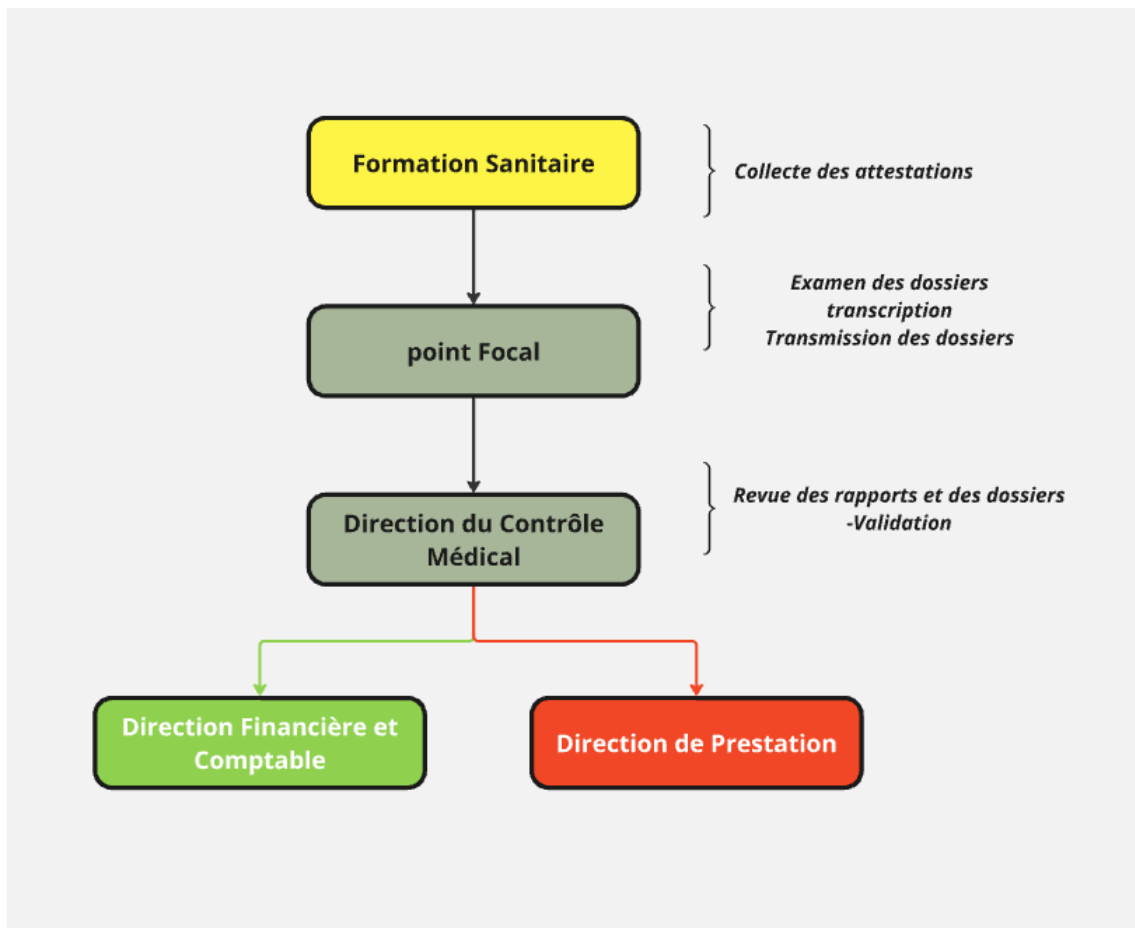 Formation Sanitaire
Collecte des attestations
Examen des dossiers
transcription
Transmission des dossiers
point Focal
Revue des rapports et des dossiers
-Validation
Direction du Contrôle
Médical
Direction Financière et
Comptable
Direction de Prestation